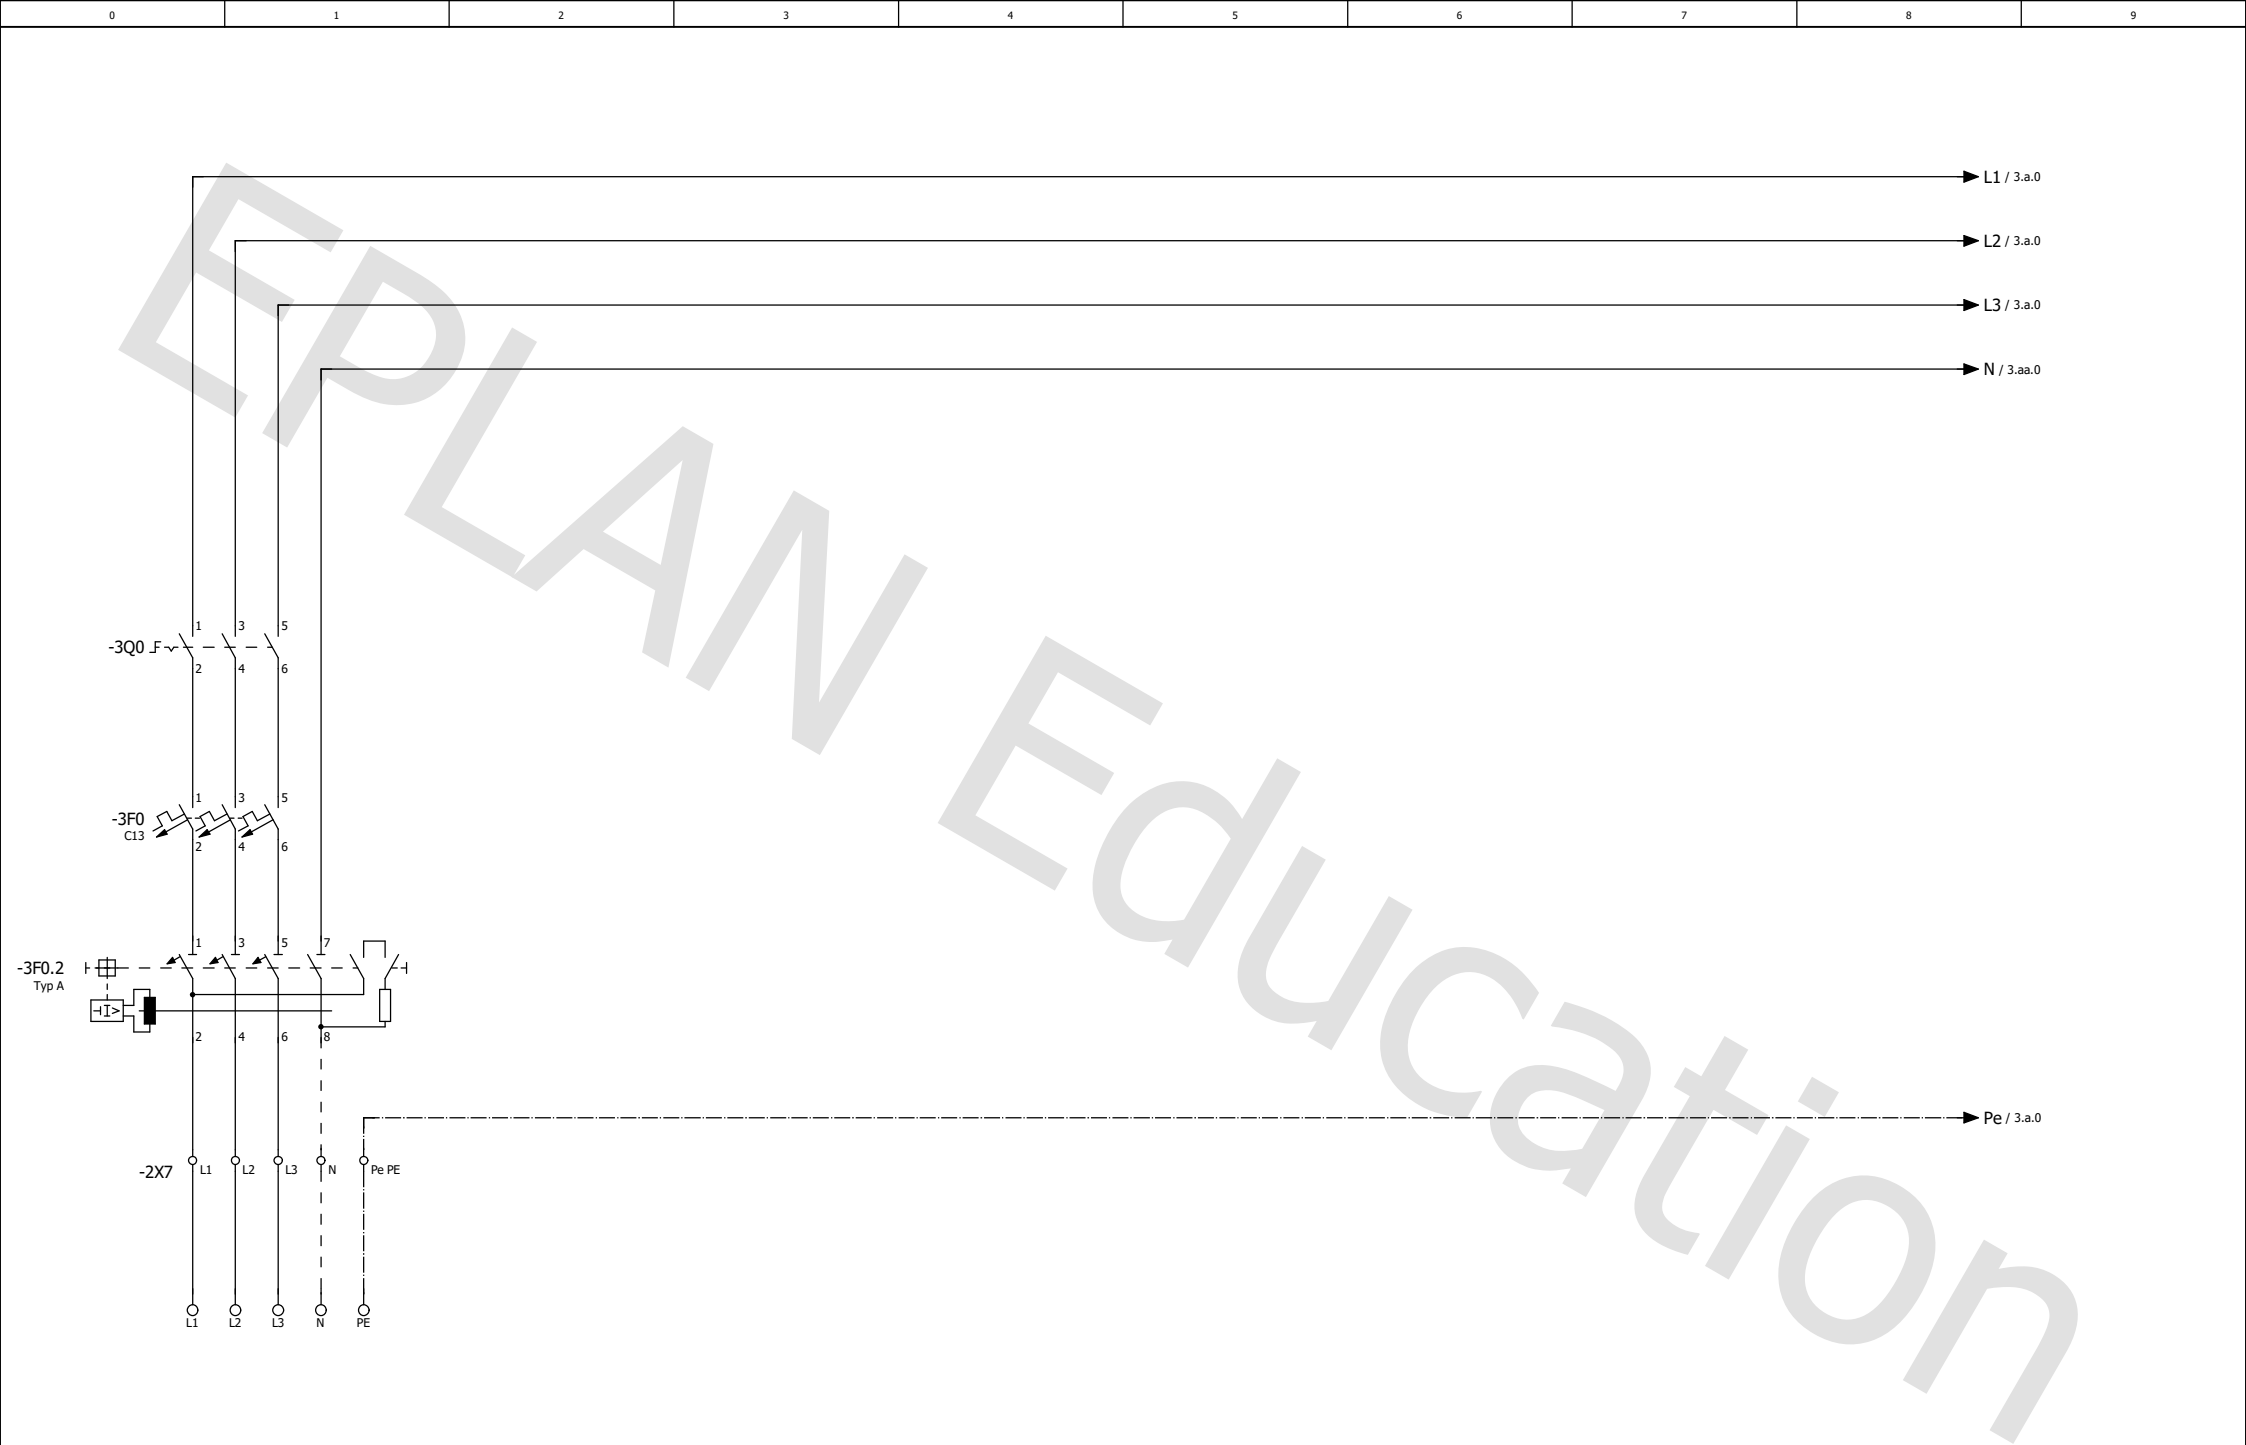 0 1 2 3 4 5 6 7 8 9
L1 / 3.a.0
L2 / 3.a.0
L3 / 3.a.0
N / 3.aa.0
EPLAN Education
1 3 5
-3Q0
2 4 6
1 3 5
-3F0
C13
2 4 6
1 3 5 7
-3F0.2
Typ A
I>
2 4 6 8
Pe / 3.a.0
-2X7 L1 L2 L3 N Pe PE
L1 L2 L3 N PE